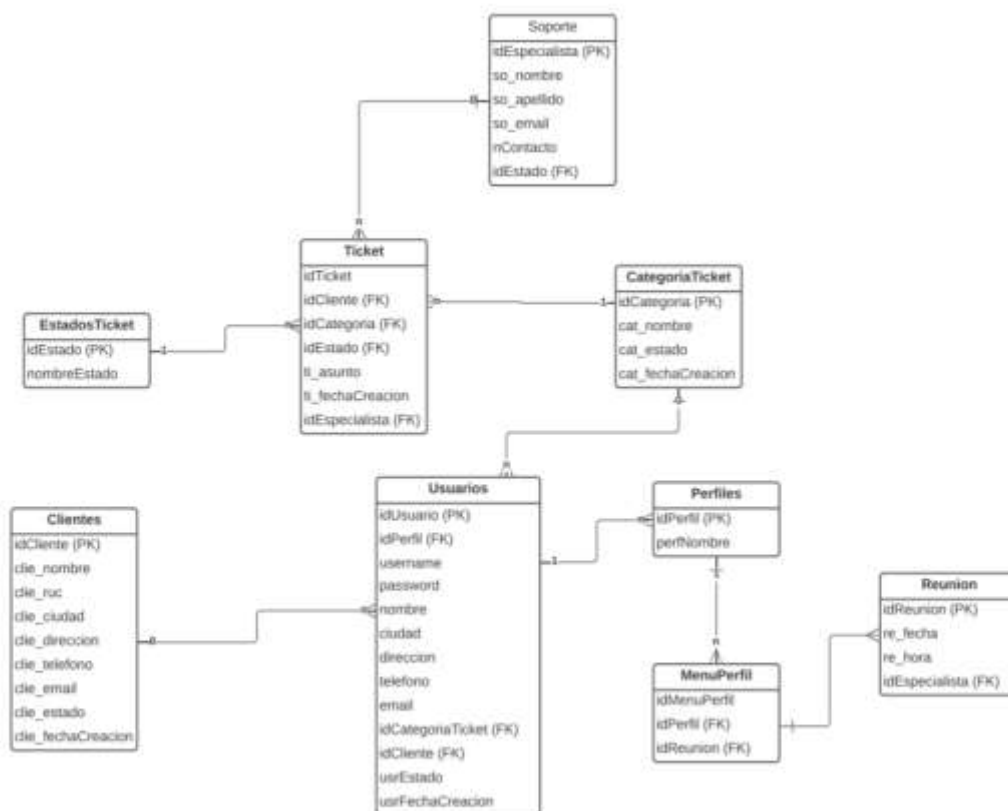 Soporte
idEspecialista (PK)
so_nombre
so_apellido
so_email
nContacto
idEstado (FK)
n
Ticket
idTicket
idCliente (FK)
idCategoria (FK)
idEstado (FK)
ti_asunto
ti_fechaCreacion
idEspecialista (FK)
n
1
CategoriaTicket
idCategoria (PK)
cat_nombre
cat_estado
cat_fechaCreacion
EstadosTicket
idEstado (PK)
nombreEstado
1
n
n
Usuarios
idUsuario (PK)
idPerfil (FK)
username
password
nombre
ciudad
direccion
telefono
email
idCategoriaTicket (FK)
idCliente (FK)
usrEstado
usrFechaCreacion
Perfiles
idPerfil (PK)
perfNombre
1
n
Clientes
idCliente (PK)
clie_nombre
clie_ruc
clie_ciudad
clie_direccion
clie_telefono
clie_email
clie_estado
clie_fechaCreacion
n
MenuPerfil
idMenuPerfil
idPerfil (FK)
idReunion (FK)
Reunion
idReunion (PK)
re_fecha
re_hora
idEspecialista (FK)